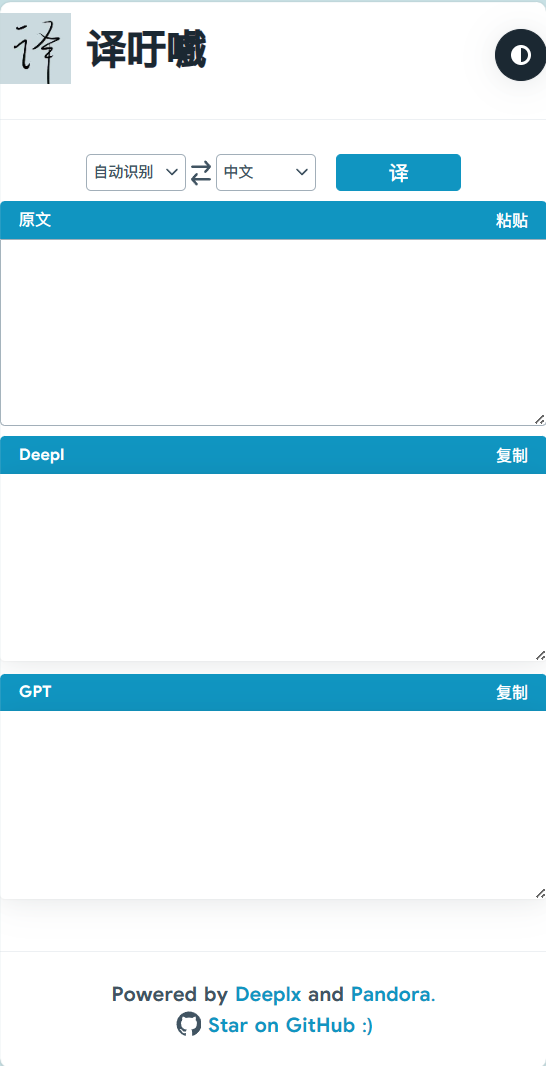 译 译吁嚱
自动识别 中文 译
原文 粘贴
Deepl 复制
GPT 复制
Powered by Deeplx and Pandora.
Star on GitHub :)